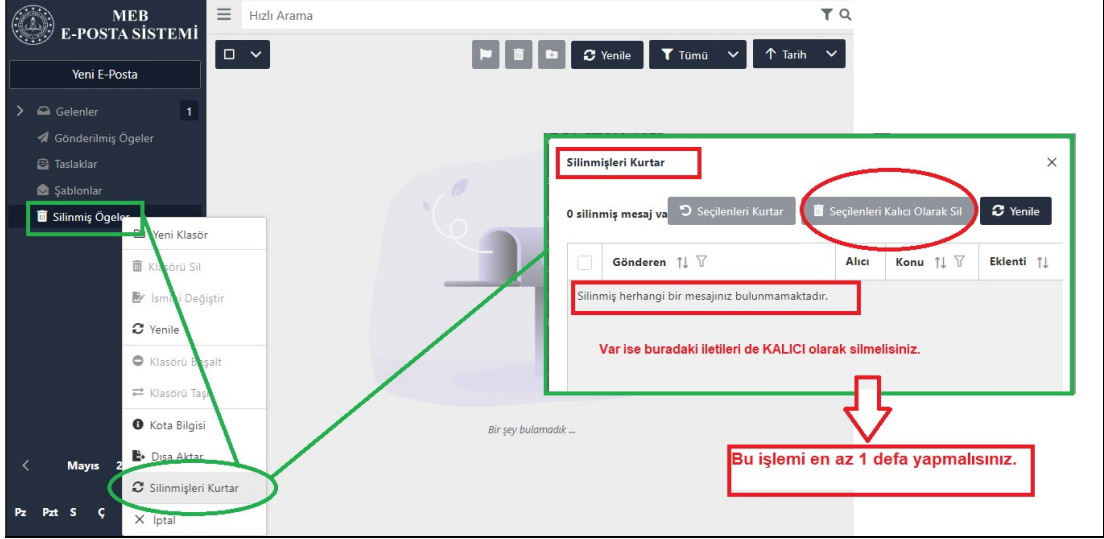 MEB
E-POSTA SİSTEMİ
Hızlı Arama
Yenile
Tümü
Tarih
Yeni E-Posta
Gelenler 1
Gönderilmiş Ögeler
Taslaklar
Şablonlar
Silinmiş Ögeler
Yeni Klasör
Klasörü Sil
İsmini Değiştir
Yenile
Klasörü Boşalt
Klasörü Taşı
Kota Bilgisi
Dışa Aktar
Silinmişleri Kurtar
İptal
Mayıs 2
Pz Pzt S Ç
Bir şey bulamadık ...
Silinmişleri Kurtar
0 silinmiş mesaj va
Seçilenleri Kurtar
Seçilenleri Kalıcı Olarak Sil
Yenile
Gönderen Alıcı Konu Eklenti
Silinmiş herhangi bir mesajınız bulunmamaktadır.
Var ise buradaki iletileri de KALICI olarak silmelisiniz.
Bu işlemi en az 1 defa yapmalısınız.